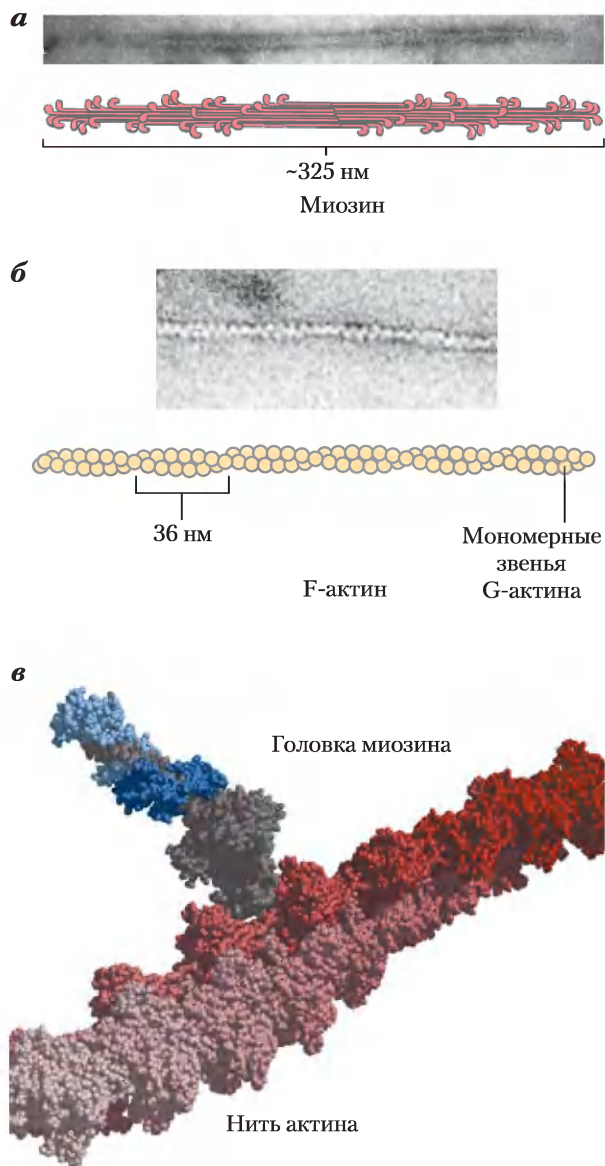 а
~325 нм
Миозин
б
36 нм
Мономерные
звенья
G-актина
F-актин
в
Головка миозина
Нить актина